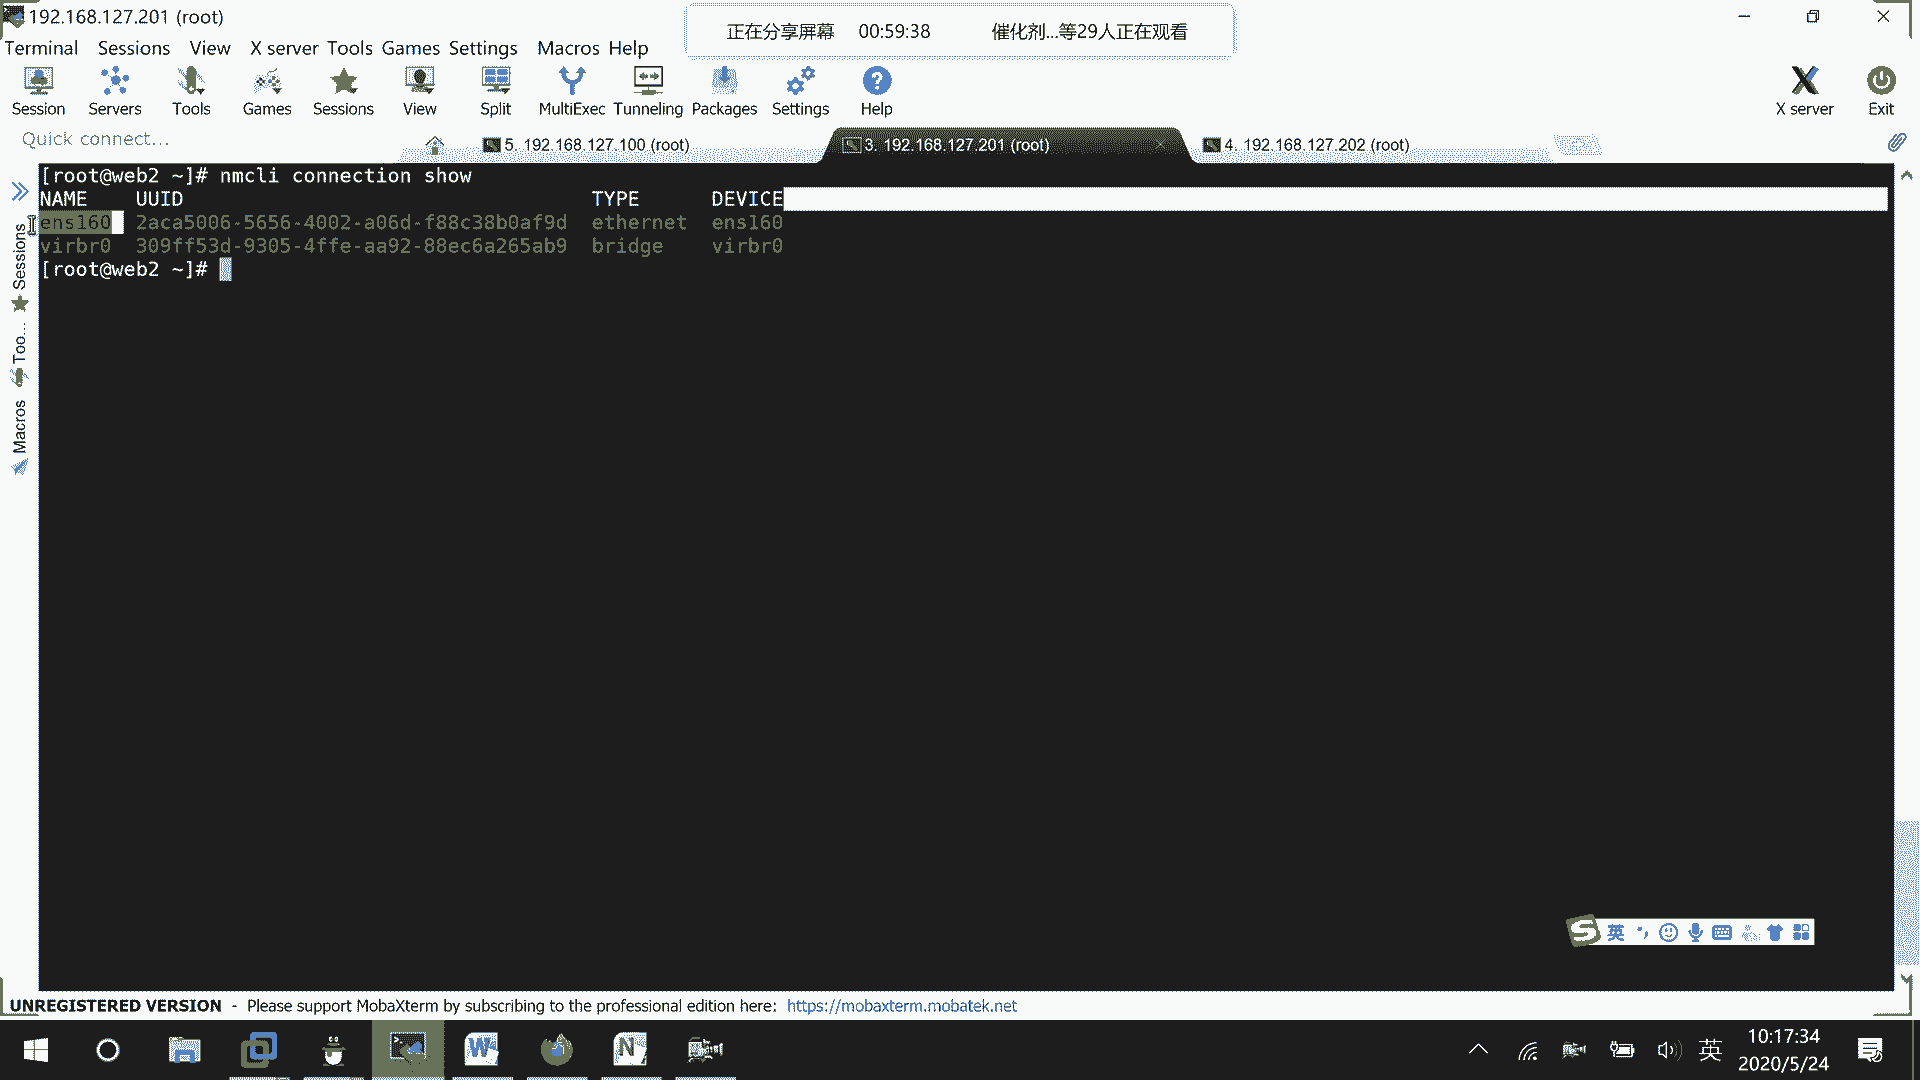 192.168.127.201 (root)
正在分享屏幕 00:59:38 催化剂...等29人正在观看
Terminal Sessions View X server Tools Games Settings Macros Help
Session Servers Tools Games Sessions View Split MultiExec Tunneling Packages Settings Help X server Exit
Quick connect...
5. 192.168.127.100 (root)
3. 192.168.127.201 (root)
4. 192.168.127.202 (root)
[root@web2 ~]# nmcli connection show
NAME UUID TYPE DEVICE
ens160 2aca5006-5656-4002-a06d-f88c38b0af9d ethernet ens160
virbr0 309ff53d-9305-4ffe-aa92-88ec6a265ab9 bridge virbr0
[root@web2 ~]#
Sessions
Too...
Macros
英
UNREGISTERED VERSION - Please support MobaXterm by subscribing to the professional edition here: https://mobaxterm.mobatek.net
英
10:17:34
2020/5/24